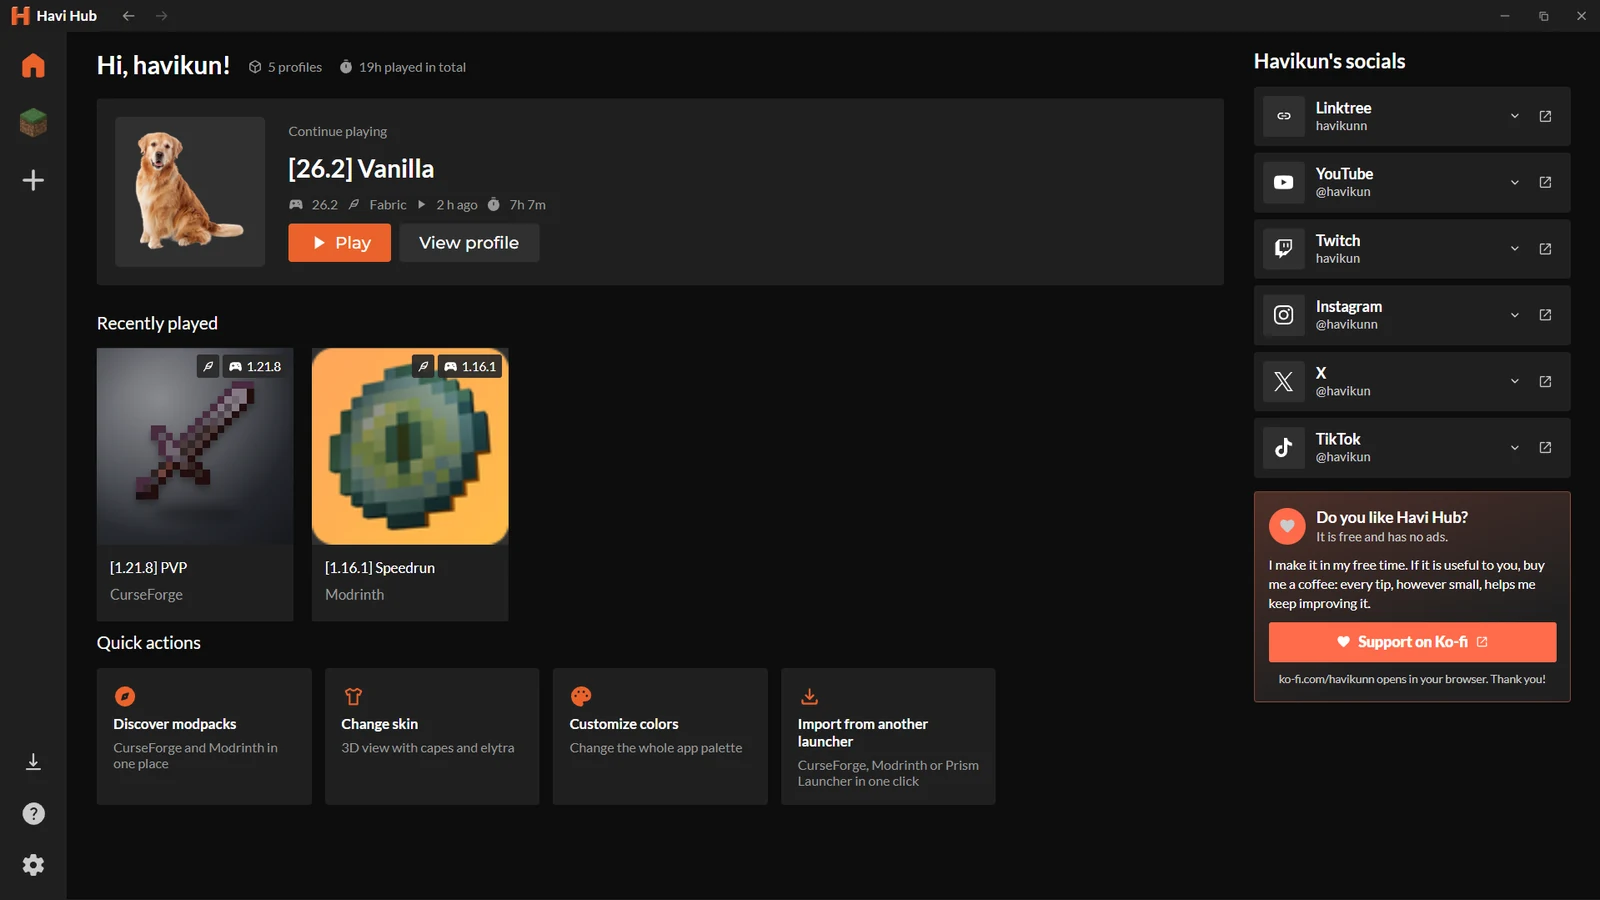 Havi Hub
Hi, havikun!
5 profiles
19h played in total
Continue playing
[26.2] Vanilla
26.2 Fabric 2 h ago 7h 7m
Play
View profile
Recently played
1.21.8
[1.21.8] PVP
CurseForge
1.16.1
[1.16.1] Speedrun
Modrinth
Quick actions
Discover modpacks
CurseForge and Modrinth in
one place
Change skin
3D view with capes and elytra
Customize colors
Change the whole app palette
Import from another
launcher
CurseForge, Modrinth or Prism
Launcher in one click
Havikun's socials
Linktree
havikunn
YouTube
@havikun
Twitch
havikun
Instagram
@havikunn
X
@havikun
TikTok
@havikun
Do you like Havi Hub?
It is free and has no ads.
I make it in my free time. If it is useful to you, buy
me a coffee: every tip, however small, helps me
keep improving it.
Support on Ko-fi
ko-fi.com/havikunn opens in your browser. Thank you!